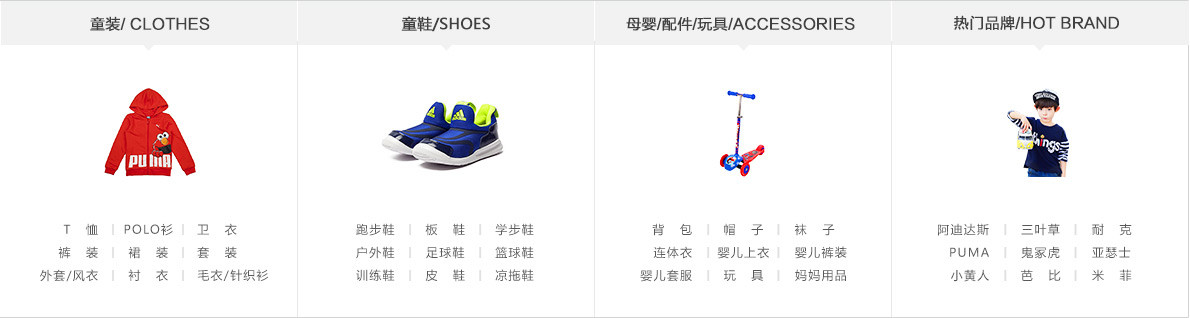 童装/ CLOTHES
PUMA
T 恤 | POLO衫 | 卫 衣
裤 装 | 裙 装 | 套 装
外套/风衣 | 衬 衣 | 毛衣/针织衫
童鞋/SHOES
跑步鞋 | 板 鞋 | 学步鞋
户外鞋 | 足球鞋 | 篮球鞋
训练鞋 | 皮 鞋 | 凉拖鞋
母婴/配件/玩具/ACCESSORIES
背 包 | 帽 子 | 袜 子
连体衣 | 婴儿上衣 | 婴儿裤装
婴儿套服 | 玩 具 | 妈妈用品
热门品牌/HOT BRAND
wings
阿迪达斯 | 三叶草 | 耐 克
PUMA | 鬼冢虎 | 亚瑟士
小黄人 | 芭 比 | 米 菲